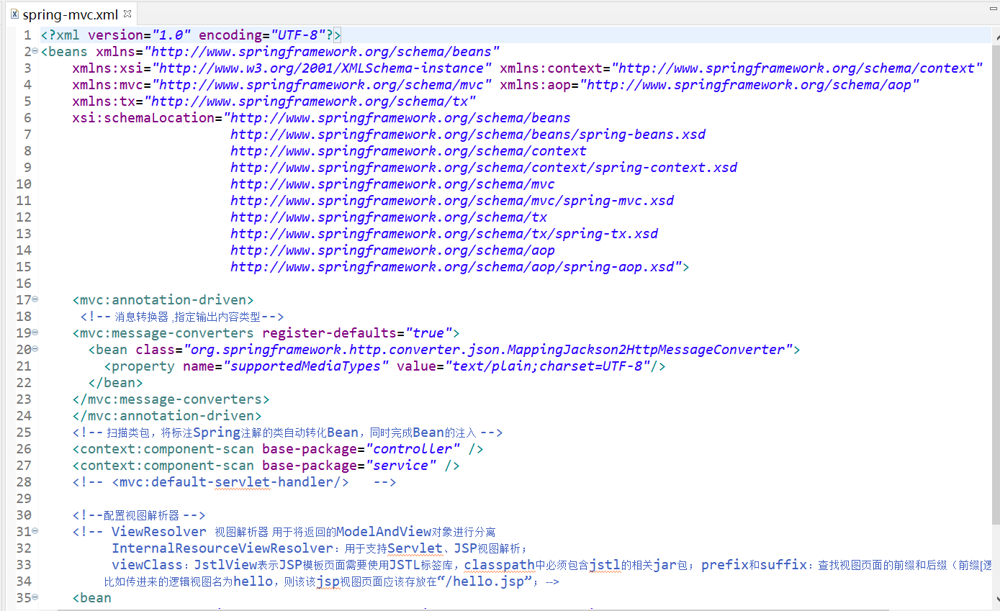 spring-mvc.xml
1 <?xml version="1.0" encoding="UTF-8"?>
2 <beans xmlns="http://www.springframework.org/schema/beans"
3 xmlns:xsi="http://www.w3.org/2001/XMLSchema-instance" xmlns:context="http://www.springframework.org/schema/context"
4 xmlns:mvc="http://www.springframework.org/schema/mvc" xmlns:aop="http://www.springframework.org/schema/aop"
5 xmlns:tx="http://www.springframework.org/schema/tx"
6 xsi:schemaLocation="http://www.springframework.org/schema/beans
7 http://www.springframework.org/schema/beans/spring-beans.xsd
8 http://www.springframework.org/schema/context
9 http://www.springframework.org/schema/context/spring-context.xsd
10 http://www.springframework.org/schema/mvc
11 http://www.springframework.org/schema/mvc/spring-mvc.xsd
12 http://www.springframework.org/schema/tx
13 http://www.springframework.org/schema/tx/spring-tx.xsd
14 http://www.springframework.org/schema/aop
15 http://www.springframework.org/schema/aop/spring-aop.xsd">
16
17 <mvc:annotation-driven>
18 <!-- 消息转换器 ,指定输出内容类型-->
19 <mvc:message-converters register-defaults="true">
20 <bean class="org.springframework.http.converter.json.MappingJackson2HttpMessageConverter">
21 <property name="supportedMediaTypes" value="text/plain;charset=UTF-8"/>
22 </bean>
23 </mvc:message-converters>
24 </mvc:annotation-driven>
25 <!-- 扫描类包，将标注Spring注解的类自动转化Bean，同时完成Bean的注入 -->
26 <context:component-scan base-package="controller" />
27 <context:component-scan base-package="service" />
28 <!-- <mvc:default-servlet-handler/> -->
29
30 <!--配置视图解析器 -->
31 <!-- ViewResolver 视图解析器 用于将返回的ModelAndView对象进行分离
32 InternalResourceViewResolver：用于支持Servlet、JSP视图解析；
33 viewClass：JstlView表示JSP模板页面需要使用JSTL标签库，classpath中必须包含jstl的相关jar包；prefix和suffix：查找视图页面的前缀和后缀（前缀[逻
34 比如传进来的逻辑视图名为hello，则该该jsp视图页面应该存放在“/hello.jsp”；-->
35 <bean